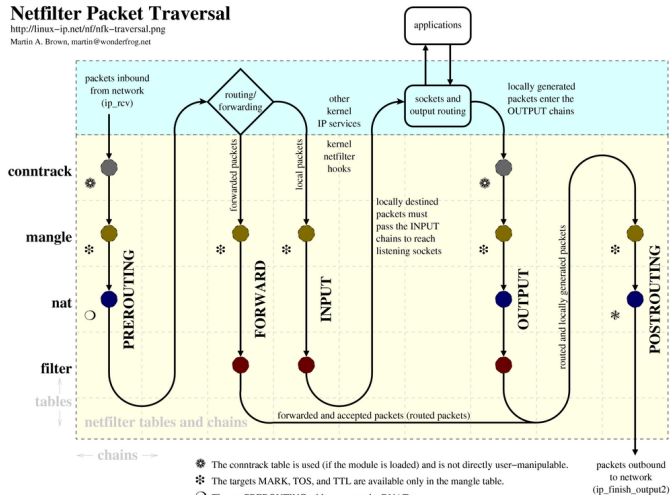 Netfilter Packet Traversal
http://linux-ip.net/nf/nfk-traversal.png
Martin A. Brown, martin@wonderfrog.net
applications
packets inbound
from network
(ip_rcv)
routing/
forwarding
other
kernel
IP services
sockets and
output routing
locally generated
packets enter the
OUTPUT chains
kernel
netfilter
hooks
conntrack
mangle
nat
filter
tables
forwarded packets
local packets
locally destined
packets must
pass the INPUT
chains to reach
listening sockets
routed and locally generated packets
PREROUTING
FORWARD
INPUT
OUTPUT
POSTROUTING
netfilter tables and chains
forwarded and accepted packets (routed packets)
chains
packets outbound
to network
(ip_finish_output2)
The conntrack table is used (if the module is loaded) and is not directly user-manipulable.
The targets MARK, TOS, and TTL are available only in the mangle table.